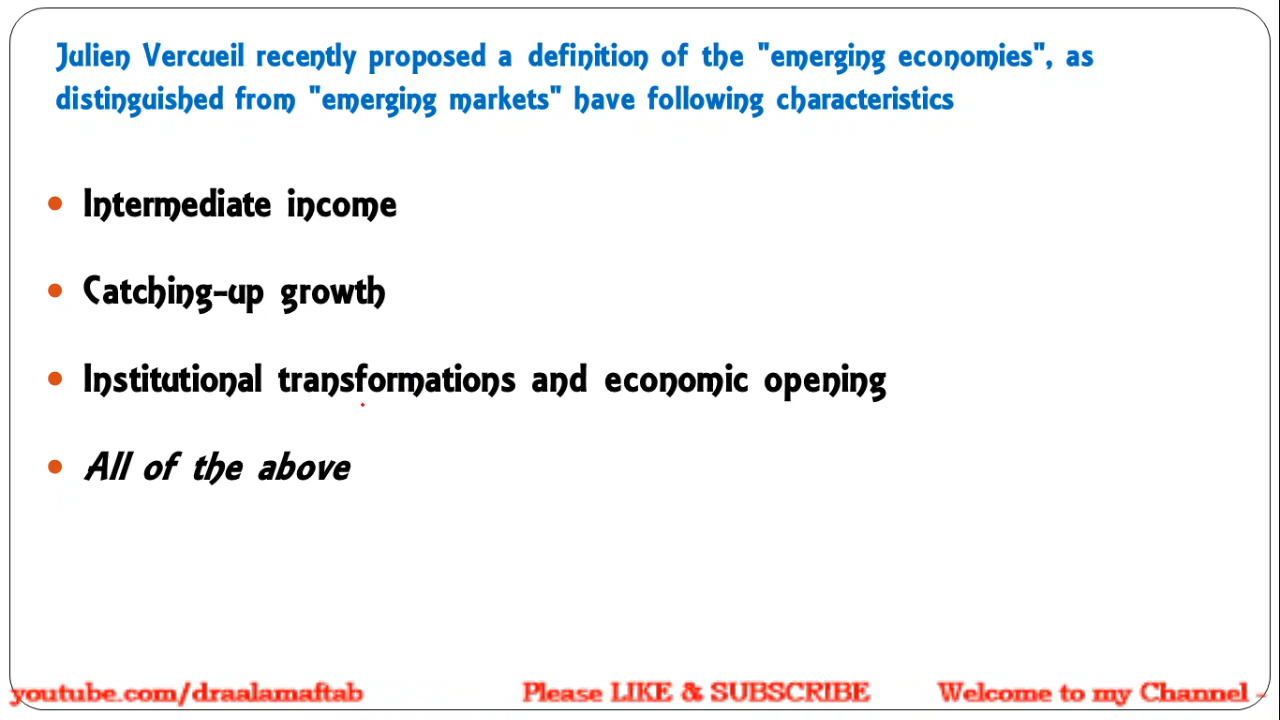 Julien Vercueil recently proposed a definition of the "emerging economies", as
distinguished from "emerging markets" have following characteristics
• Intermediate income
• Catching-up growth
• Institutional transformations and economic opening
• All of the above
youtube.com/draalamaftab Please LIKE & SUBSCRIBE Welcome to my Channel -